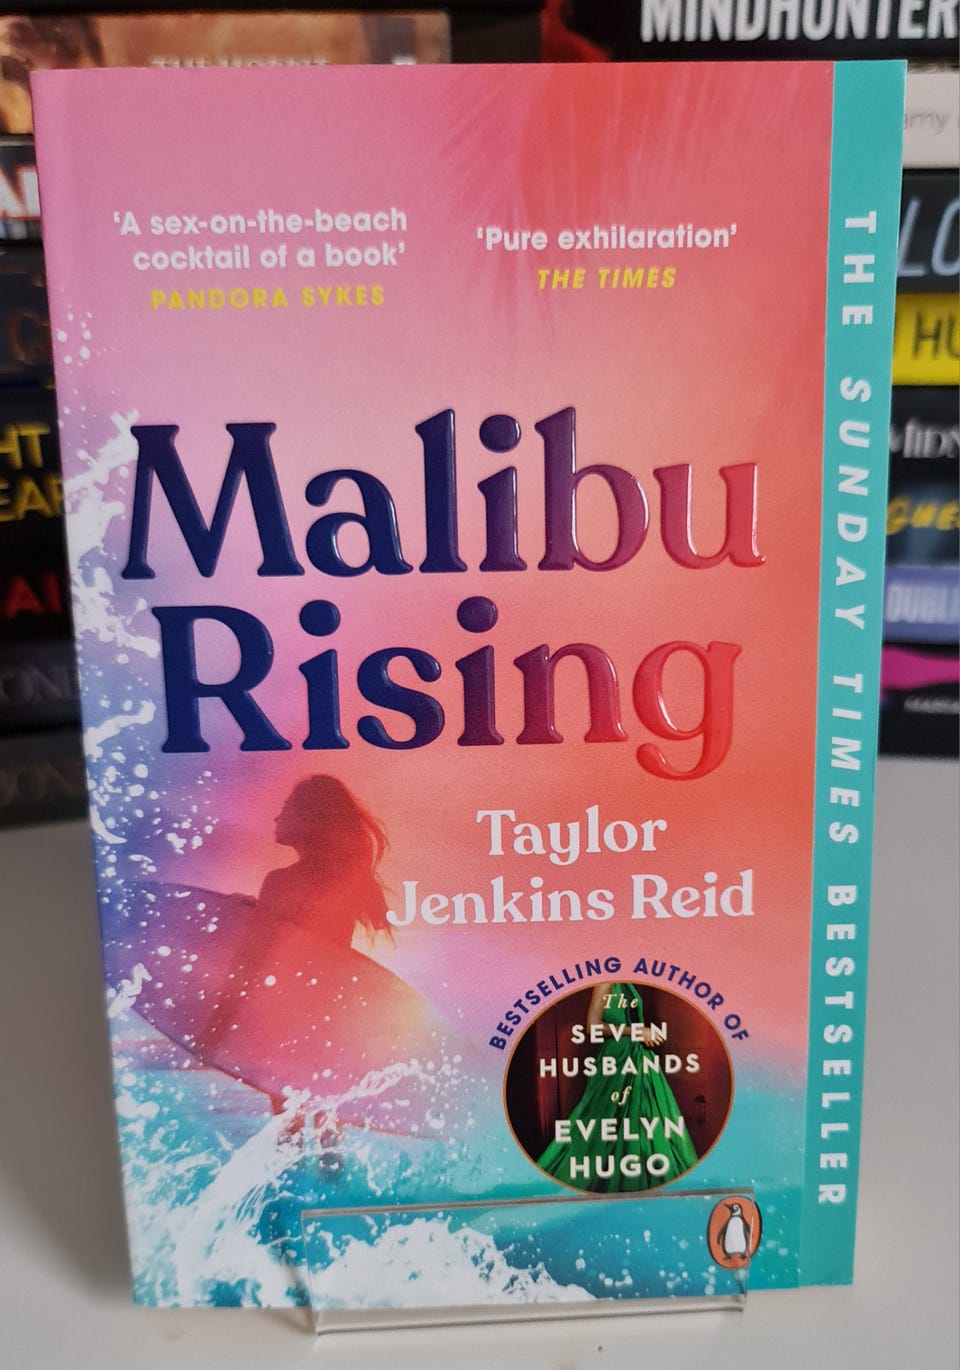 MINDHUNTER
'A sex-on-the-beach
cocktail of a book'
PANDORA SYKES
'Pure exhilaration'
THE TIMES
Malibu
Rising
Taylor
Jenkins Reid
BESTSELLING AUTHOR OF
The
SEVEN
HUSBANDS
of
EVELYN
HUGO
THE SUNDAY TIMES BESTSELLER